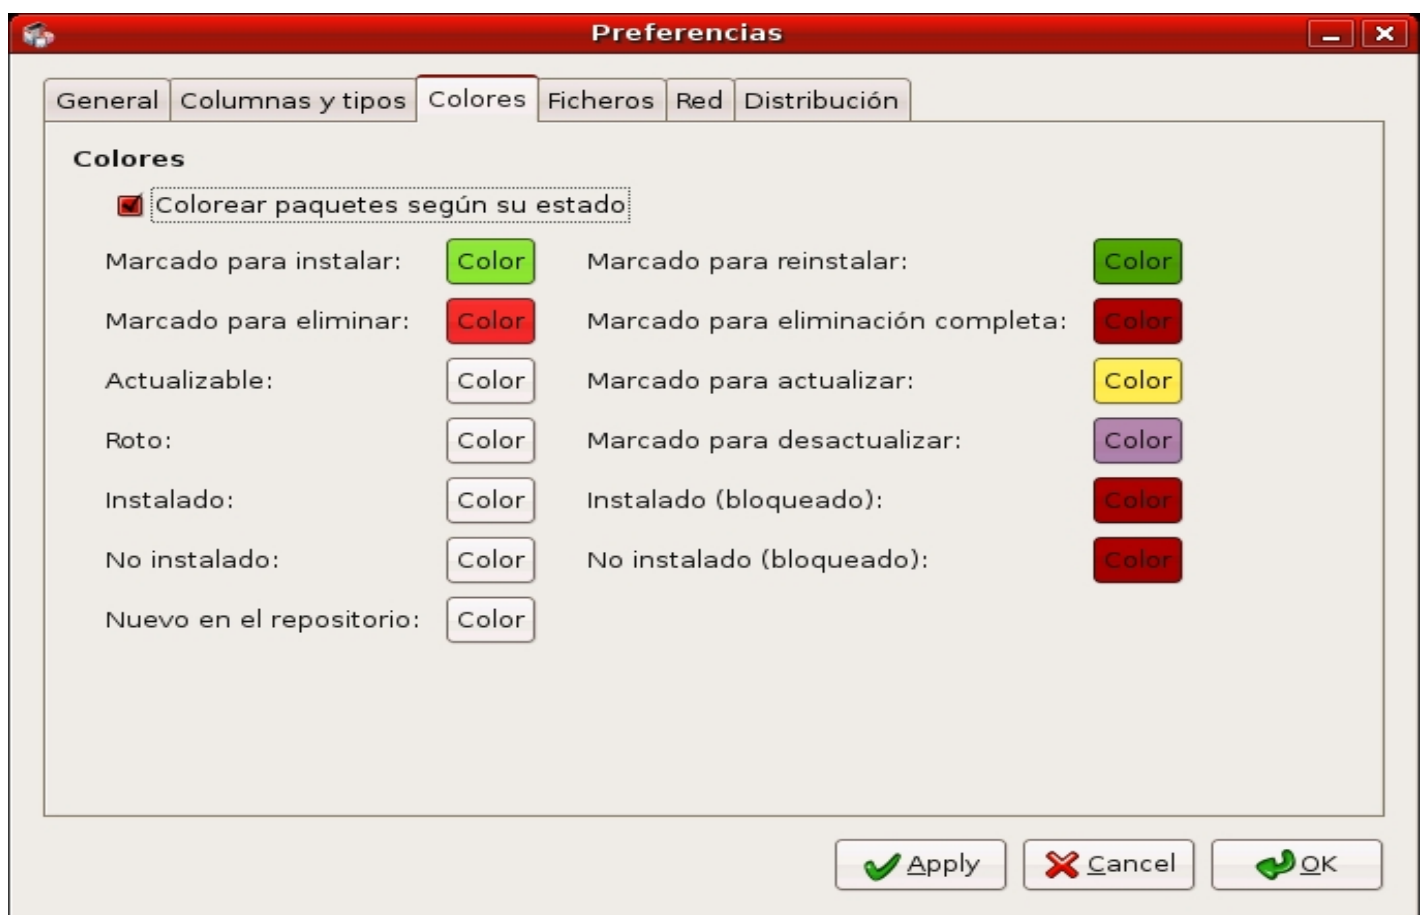 Preferencias
General Columnas y tipos Colores Ficheros Red Distribución
Colores
Colorear paquetes según su estado
Marcado para instalar: Color Marcado para reinstalar: Color
Marcado para eliminar: Color Marcado para eliminación completa: Color
Actualizable: Color Marcado para actualizar: Color
Roto: Color Marcado para desactualizar: Color
Instalado: Color Instalado (bloqueado): Color
No instalado: Color No instalado (bloqueado): Color
Nuevo en el repositorio: Color
Apply Cancel OK